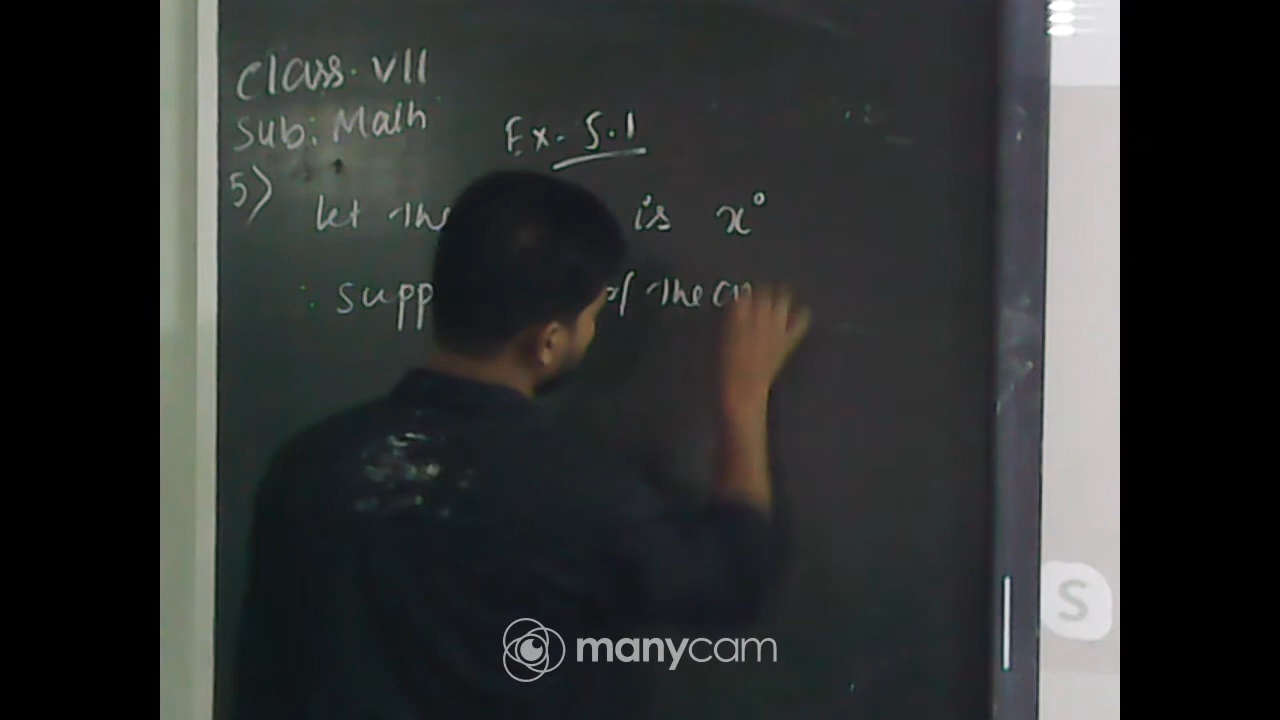 Class. VII
Sub: Math
Ex. 5.1
5)
Let the is x°
supp of the
manycam
S